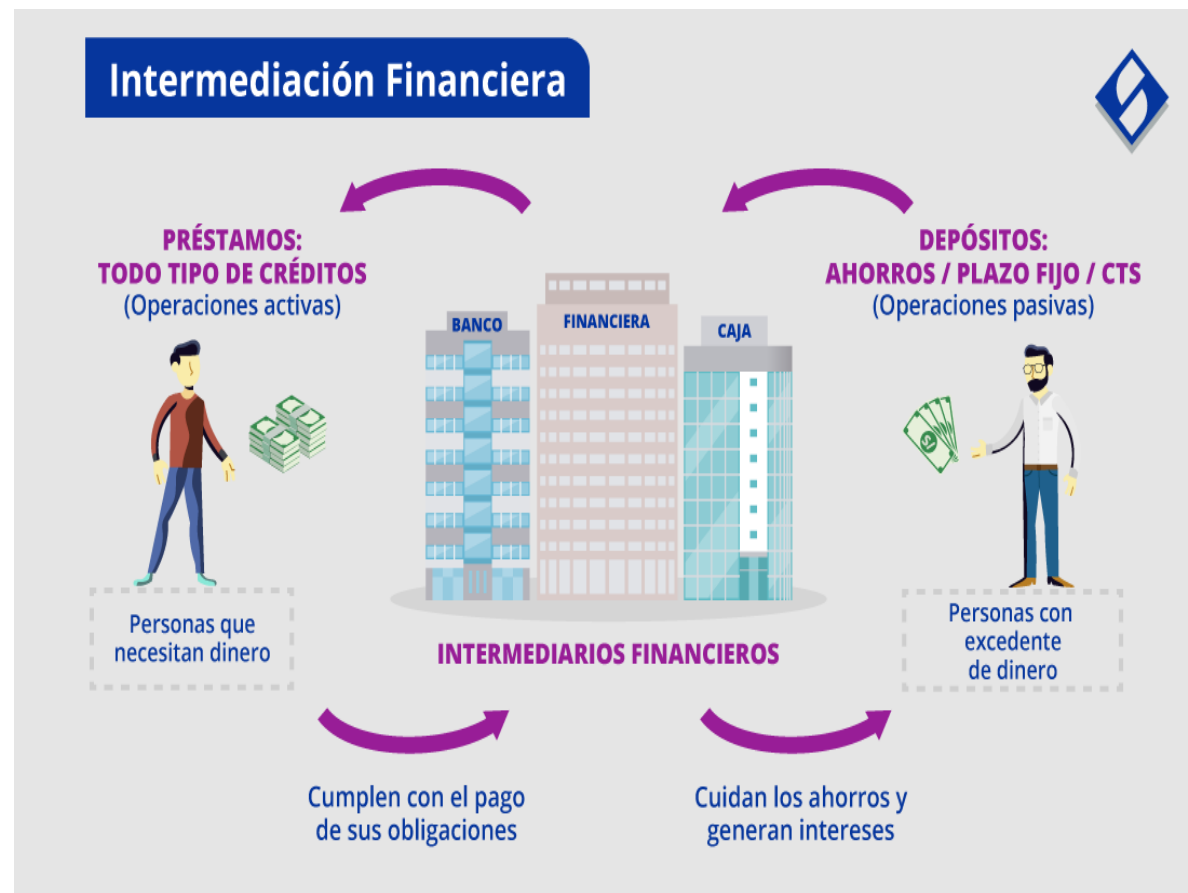 Intermediación Financiera
PRÉSTAMOS:
TODO TIPO DE CRÉDITOS
(Operaciones activas)
DEPÓSITOS:
AHORROS / PLAZO FIJO / CTS
(Operaciones pasivas)
BANCO
FINANCIERA
CAJA
Personas que
necesitan dinero
INTERMEDIARIOS FINANCIEROS
Personas con
excedente
de dinero
Cumplen con el pago
de sus obligaciones
Cuidan los ahorros y
generan intereses